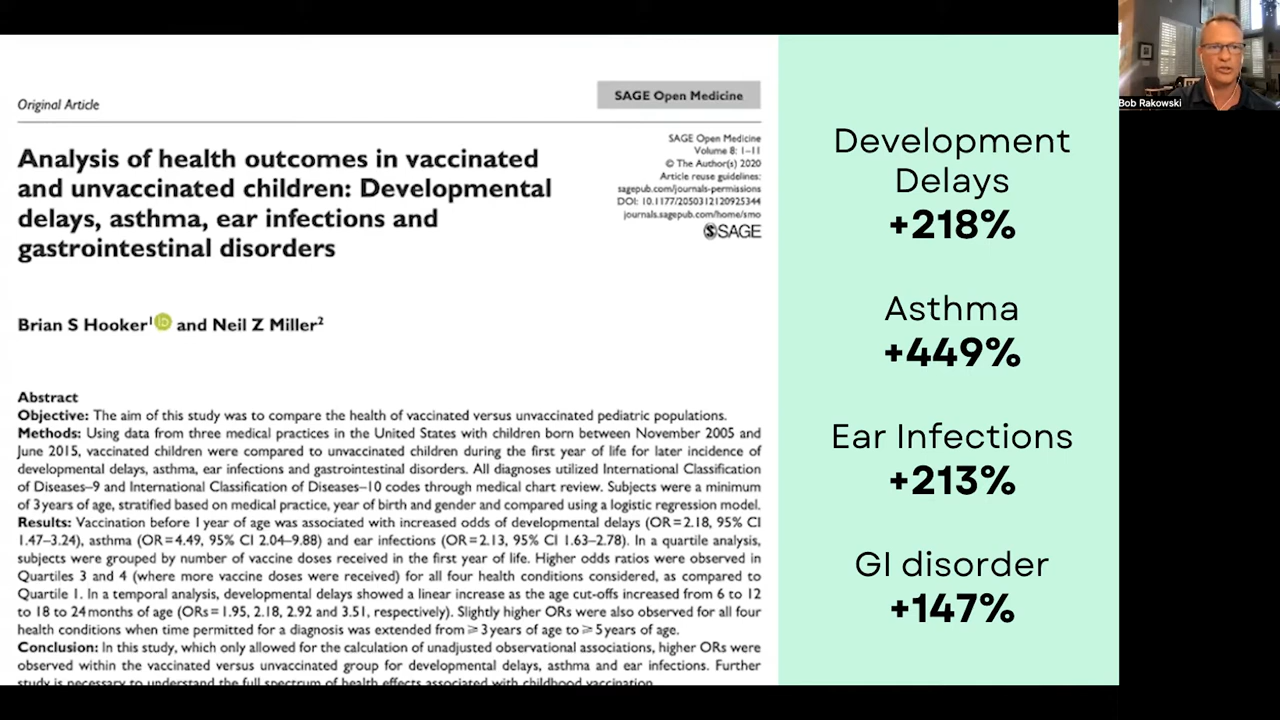 Original Article
SAGE Open Medicine
Analysis of health outcomes in vaccinated
and unvaccinated children: Developmental
delays, asthma, ear infections and
gastrointestinal disorders
SAGE Open Medicine
Volume 8: 1–11
© The Author(s) 2020
Article reuse guidelines:
sagepub.com/journals-permissions
DOI: 10.1177/2050312120925344
journals.sagepub.com/home/smo
SAGE
Brian S Hooker1 iD and Neil Z Miller2
Abstract
Objective: The aim of this study was to compare the health of vaccinated versus unvaccinated pediatric populations.
Methods: Using data from three medical practices in the United States with children born between November 2005 and
June 2015, vaccinated children were compared to unvaccinated children during the first year of life for later incidence of
developmental delays, asthma, ear infections and gastrointestinal disorders. All diagnoses utilized International Classification
of Diseases–9 and International Classification of Diseases–10 codes through medical chart review. Subjects were a minimum
of 3 years of age, stratified based on medical practice, year of birth and gender and compared using a logistic regression model.
Results: Vaccination before 1 year of age was associated with increased odds of developmental delays (OR = 2.18, 95% CI
1.47–3.24), asthma (OR = 4.49, 95% CI 2.04–9.88) and ear infections (OR = 2.13, 95% CI 1.63–2.78). In a quartile analysis,
subjects were grouped by number of vaccine doses received in the first year of life. Higher odds ratios were observed in
Quartiles 3 and 4 (where more vaccine doses were received) for all four health conditions considered, as compared to
Quartile 1. In a temporal analysis, developmental delays showed a linear increase as the age cut-offs increased from 6 to 12
to 18 to 24 months of age (ORs = 1.95, 2.18, 2.92 and 3.51, respectively). Slightly higher ORs were also observed for all four
health conditions when time permitted for a diagnosis was extended from ⩾ 3 years of age to ⩾ 5 years of age.
Conclusion: In this study, which only allowed for the calculation of unadjusted observational associations, higher ORs were
observed within the vaccinated versus unvaccinated group for developmental delays, asthma and ear infections. Further
study is necessary to understand the full spectrum of health effects associated with childhood vaccination.
Development
Delays
+218%
Asthma
+449%
Ear Infections
+213%
GI disorder
+147%
Bob Rakowski